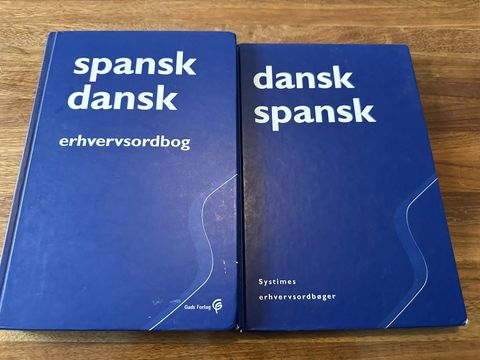 spansk
dansk
erhvervsordbog
Gads Forlag
dansk
spansk
Systimes
erhvervsordbøger